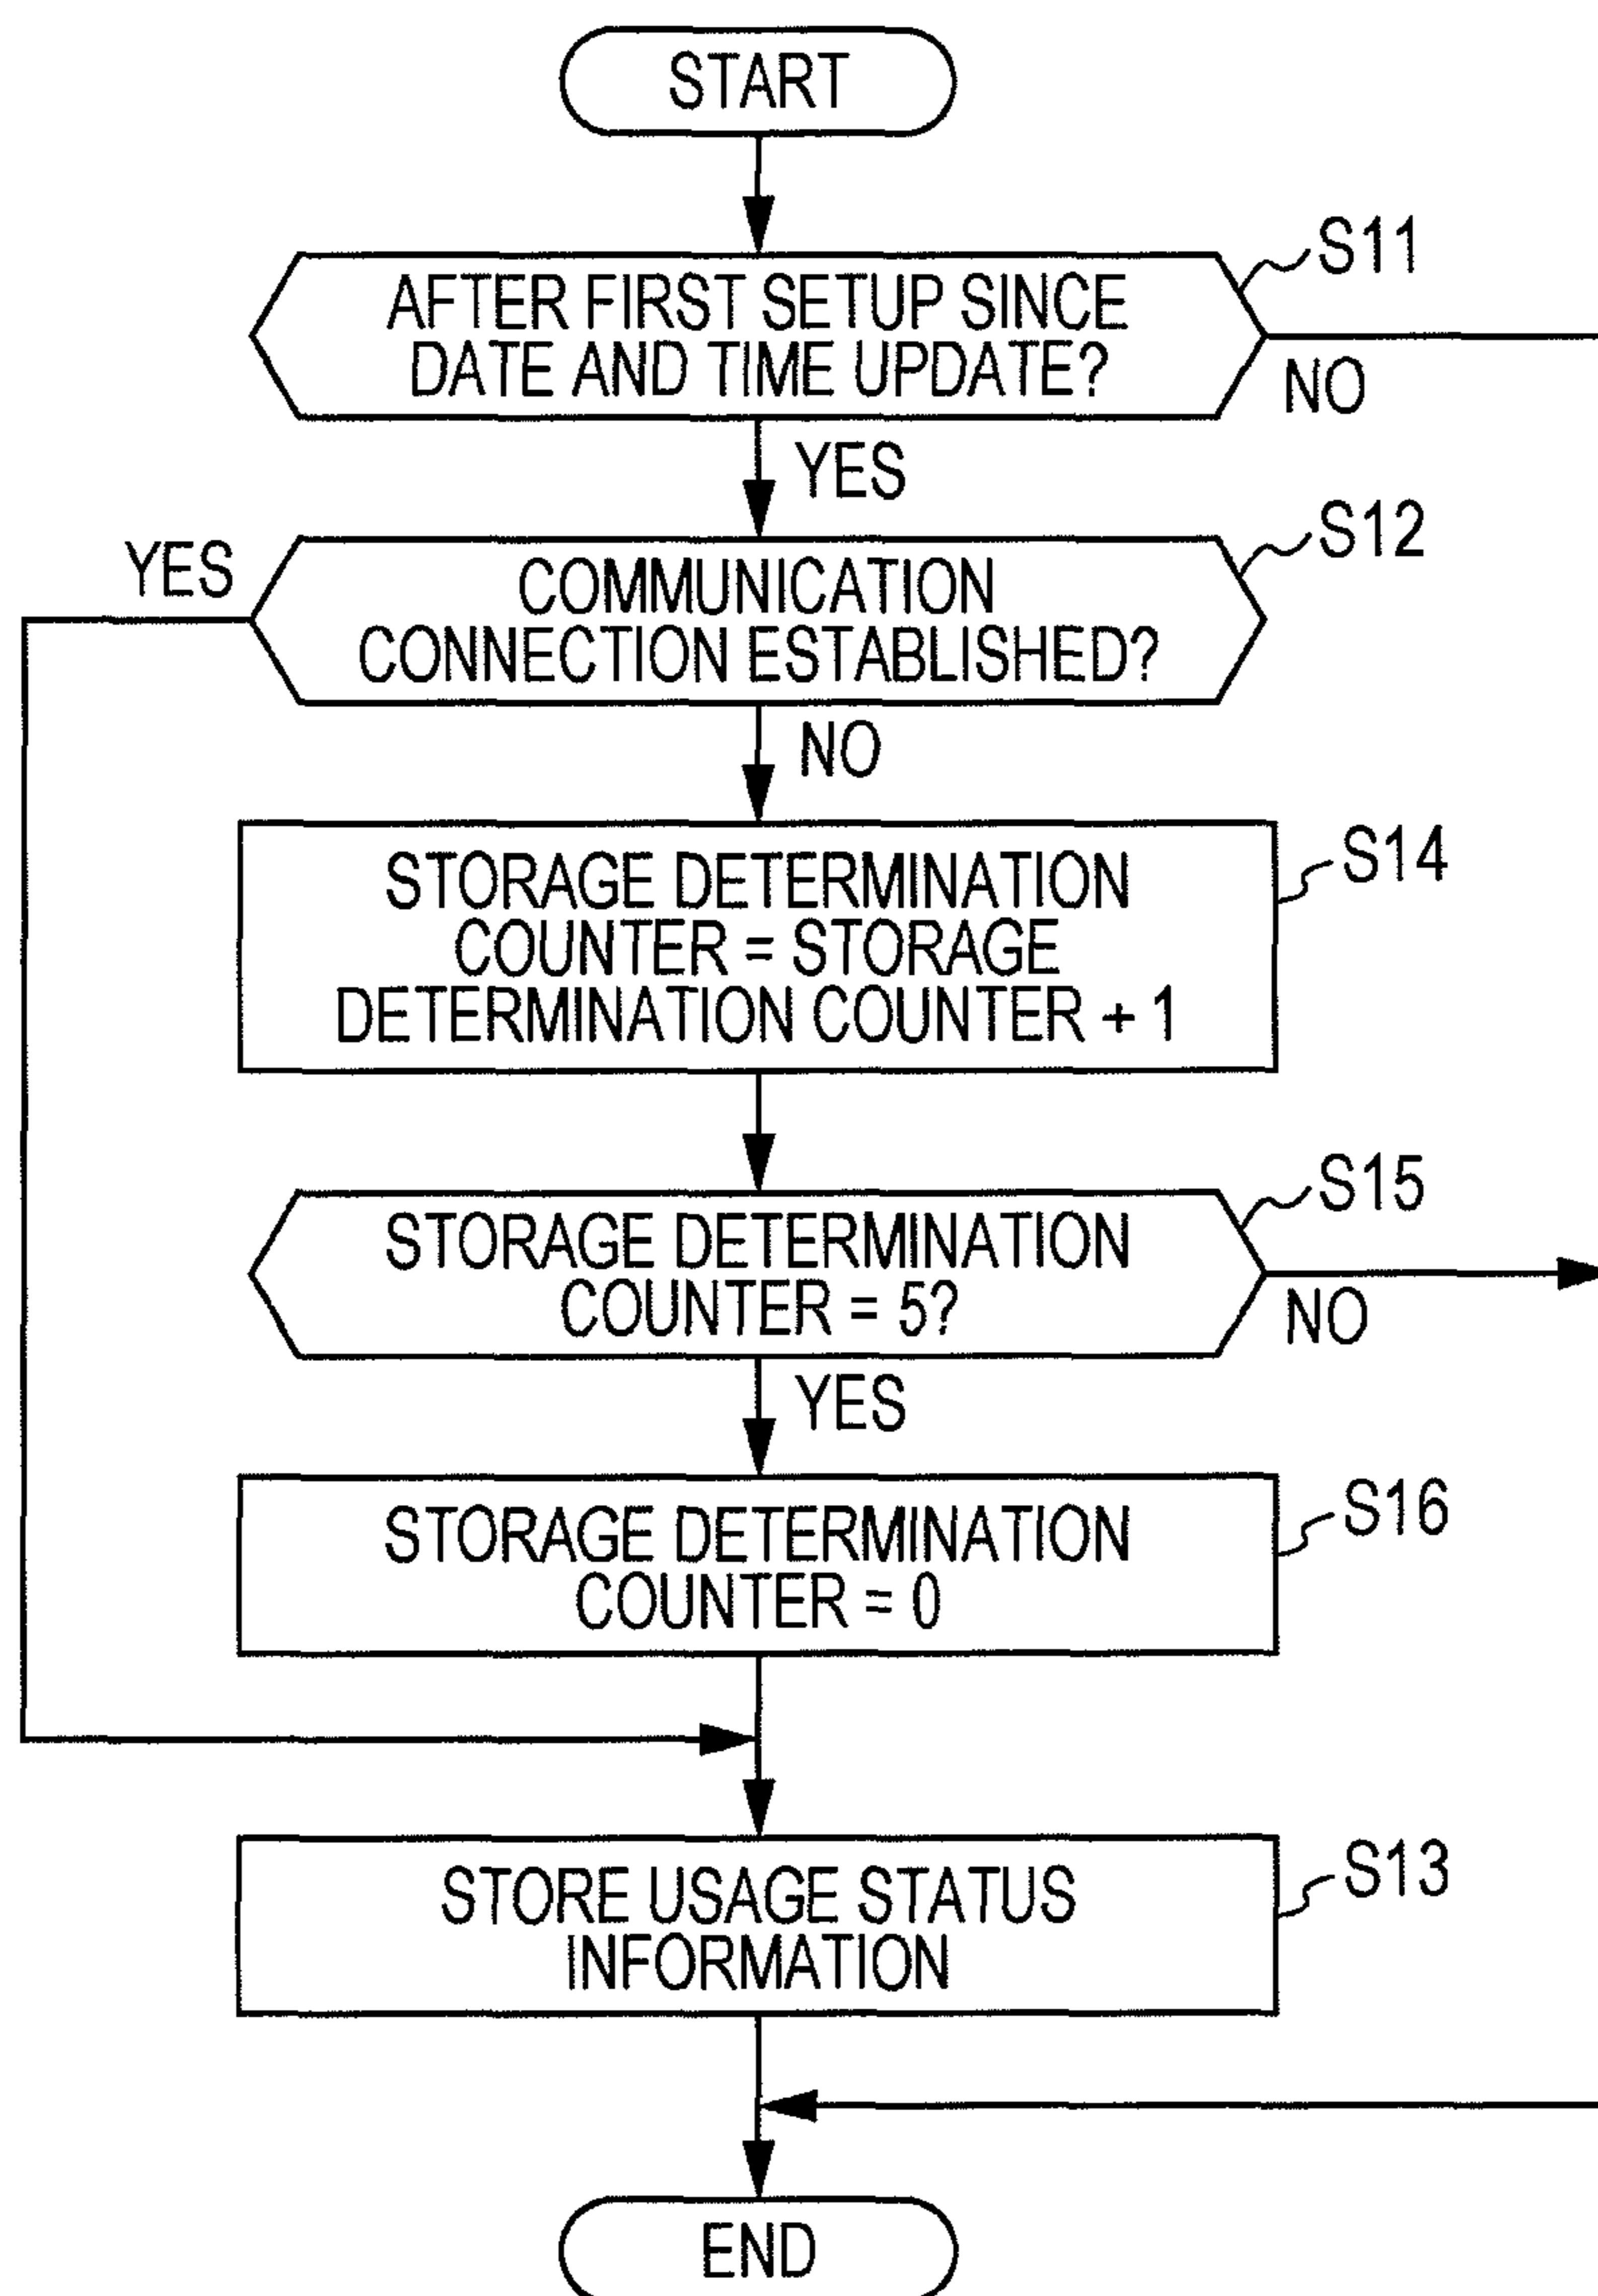 START
S11
AFTER FIRST SETUP SINCE
DATE AND TIME UPDATE?
NO
YES
S12
YES
COMMUNICATION
CONNECTION ESTABLISHED?
NO
S14
STORAGE DETERMINATION
COUNTER = STORAGE
DETERMINATION COUNTER + 1
S15
STORAGE DETERMINATION
COUNTER = 5?
NO
YES
S16
STORAGE DETERMINATION
COUNTER = 0
S13
STORE USAGE STATUS
INFORMATION
END